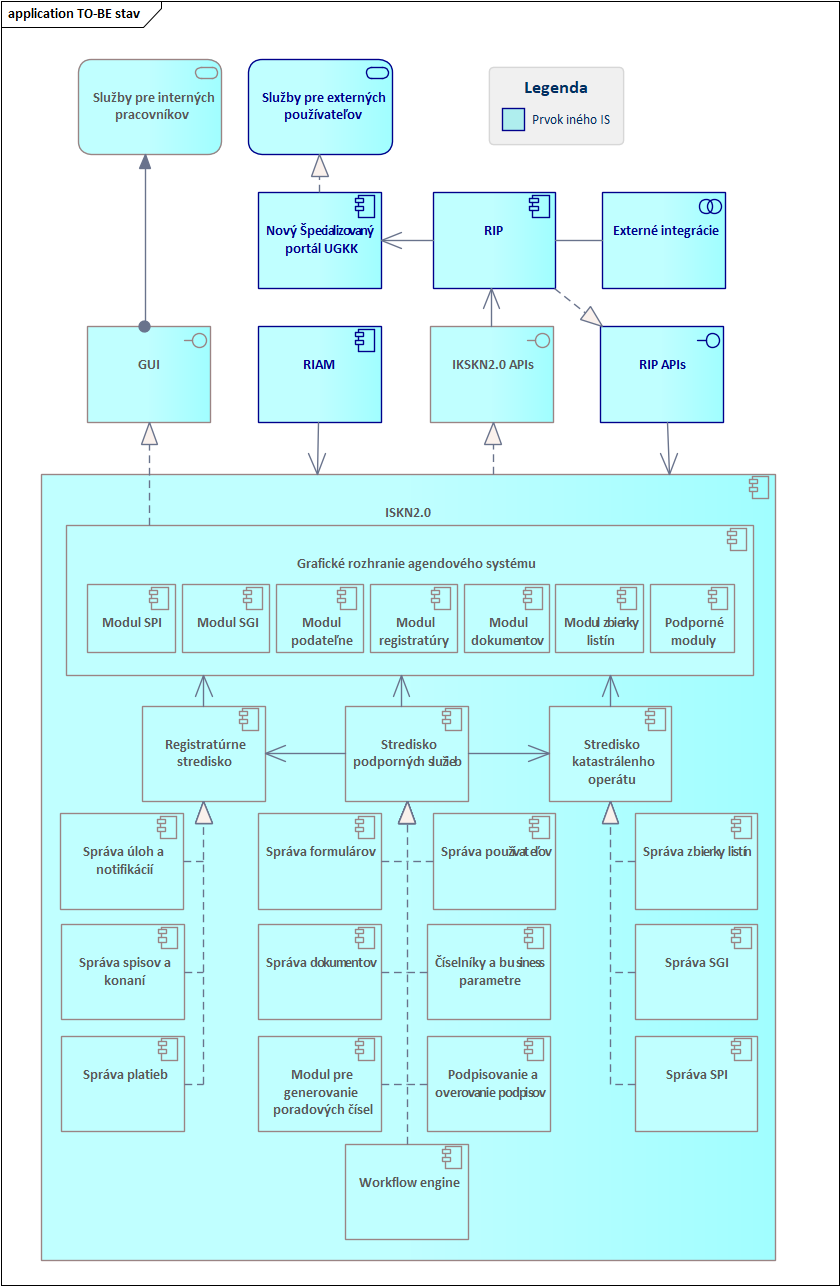 application TO-BE stav
Služby pre interných
pracovníkov
Služby pre externých
používateľov
Legenda
Prvok iného IS
Nový Špecializovaný
portál UGKK
RIP
Externé integrácie
GUI
RIAM
IKSKN2.0 APIs
RIP APIs
ISKN2.0
Grafické rozhranie agendového systému
Modul SPI
Modul SGI
Modul
podateľne
Modul
registratúry
Modul
dokumentov
Modul zbierky
listín
Podporné
moduly
Registratúrne
stredisko
Stredisko
podporných služieb
Stredisko
katastrálenho
operátu
Správa úloh a
notifikácií
Správa formulárov
Správa používateľov
Správa zbierky listín
Správa spisov a
konaní
Správa dokumentov
Číselníky a business
parametre
Správa SGI
Správa platieb
Modul pre
generovanie
poradových čísel
Podpisovanie a
overovanie podpisov
Správa SPI
Workflow engine